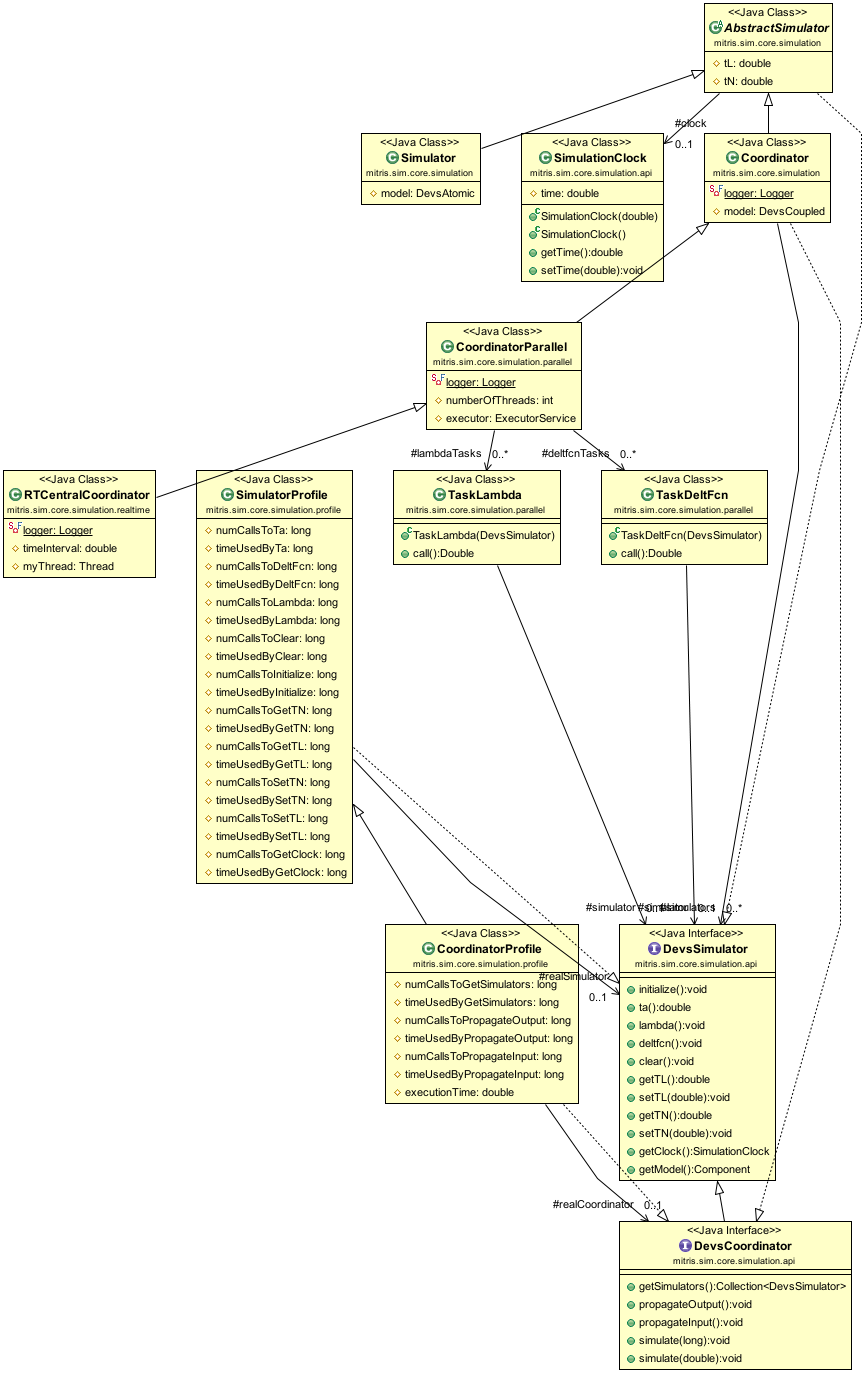 <<Java Class>>
AbstractSimulator
mitris.sim.core.simulation
tL: double
tN: double
#clock
0..1
<<Java Class>>
Simulator
mitris.sim.core.simulation
model: DevsAtomic
<<Java Class>>
SimulationClock
mitris.sim.core.simulation.api
time: double
SimulationClock(double)
SimulationClock()
getTime():double
setTime(double):void
<<Java Class>>
Coordinator
mitris.sim.core.simulation
logger: Logger
model: DevsCoupled
<<Java Class>>
CoordinatorParallel
mitris.sim.core.simulation.parallel
logger: Logger
numberOfThreads: int
executor: ExecutorService
#lambdaTasks
0..*
#deltfcnTasks
0..*
<<Java Class>>
RTCentralCoordinator
mitris.sim.core.simulation.realtime
logger: Logger
timeInterval: double
myThread: Thread
<<Java Class>>
SimulatorProfile
mitris.sim.core.simulation.profile
numCallsToTa: long
timeUsedByTa: long
numCallsToDeltFcn: long
timeUsedByDeltFcn: long
numCallsToLambda: long
timeUsedByLambda: long
numCallsToClear: long
timeUsedByClear: long
numCallsToInitialize: long
timeUsedByInitialize: long
numCallsToGetTN: long
timeUsedByGetTN: long
numCallsToGetTL: long
timeUsedByGetTL: long
numCallsToSetTN: long
timeUsedBySetTN: long
numCallsToSetTL: long
timeUsedBySetTL: long
numCallsToGetClock: long
timeUsedByGetClock: long
<<Java Class>>
TaskLambda
mitris.sim.core.simulation.parallel
TaskLambda(DevsSimulator)
call():Double
<<Java Class>>
TaskDeltFcn
mitris.sim.core.simulation.parallel
TaskDeltFcn(DevsSimulator)
call():Double
#simulator
0..*
<<Java Class>>
CoordinatorProfile
mitris.sim.core.simulation.profile
numCallsToGetSimulators: long
timeUsedByGetSimulators: long
numCallsToPropagateOutput: long
timeUsedByPropagateOutput: long
numCallsToPropagateInput: long
timeUsedByPropagateInput: long
executionTime: double
#realSimulator
0..1
<<Java Interface>>
DevsSimulator
mitris.sim.core.simulation.api
initialize():void
ta():double
lambda():void
deltfcn():void
clear():void
getTL():double
setTL(double):void
getTN():double
setTN(double):void
getClock():SimulationClock
getModel():Component
#realCoordinator
0..1
<<Java Interface>>
DevsCoordinator
mitris.sim.core.simulation.api
getSimulators():Collection<DevsSimulator>
propagateOutput():void
propagateInput():void
simulate(long):void
simulate(double):void